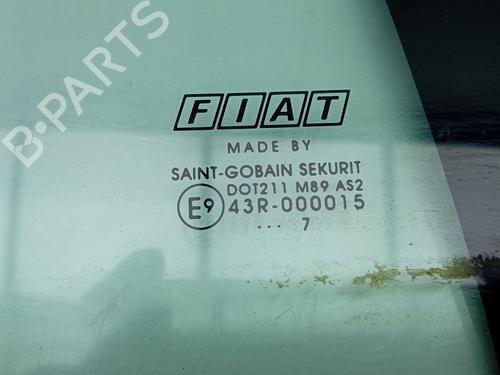 B-PARTS
FIAT
MADE BY
SAINT-GOBAIN SEKURIT
DOT211 M89 AS2
E9 43R-000015
... 7